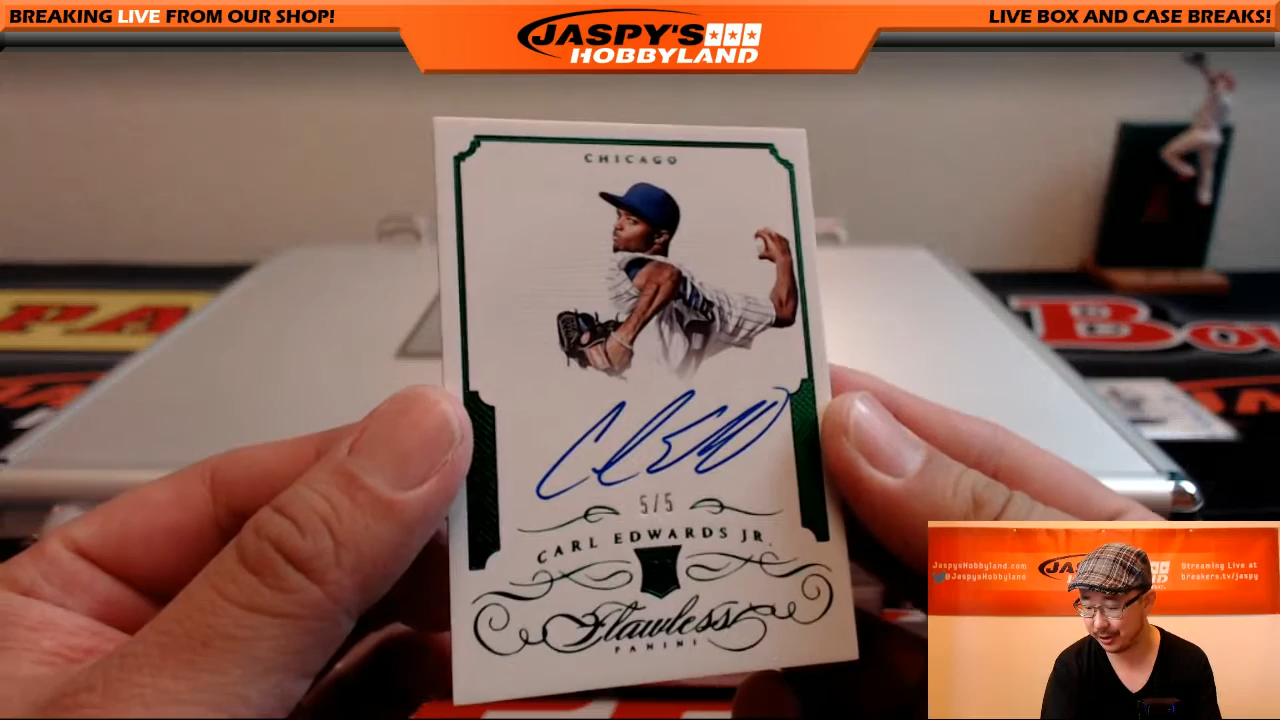 BREAKING LIVE FROM OUR SHOP!
JASPY'S
HOBBYLAND
LIVE BOX AND CASE BREAKS!
CHICAGO
5/5
CARL EDWARDS JR.
Flawless
PANINI
PA
B
JaspysHobbyland.com
@JaspysHobbyland
Streaming Live at
breakers.tv/jaspy